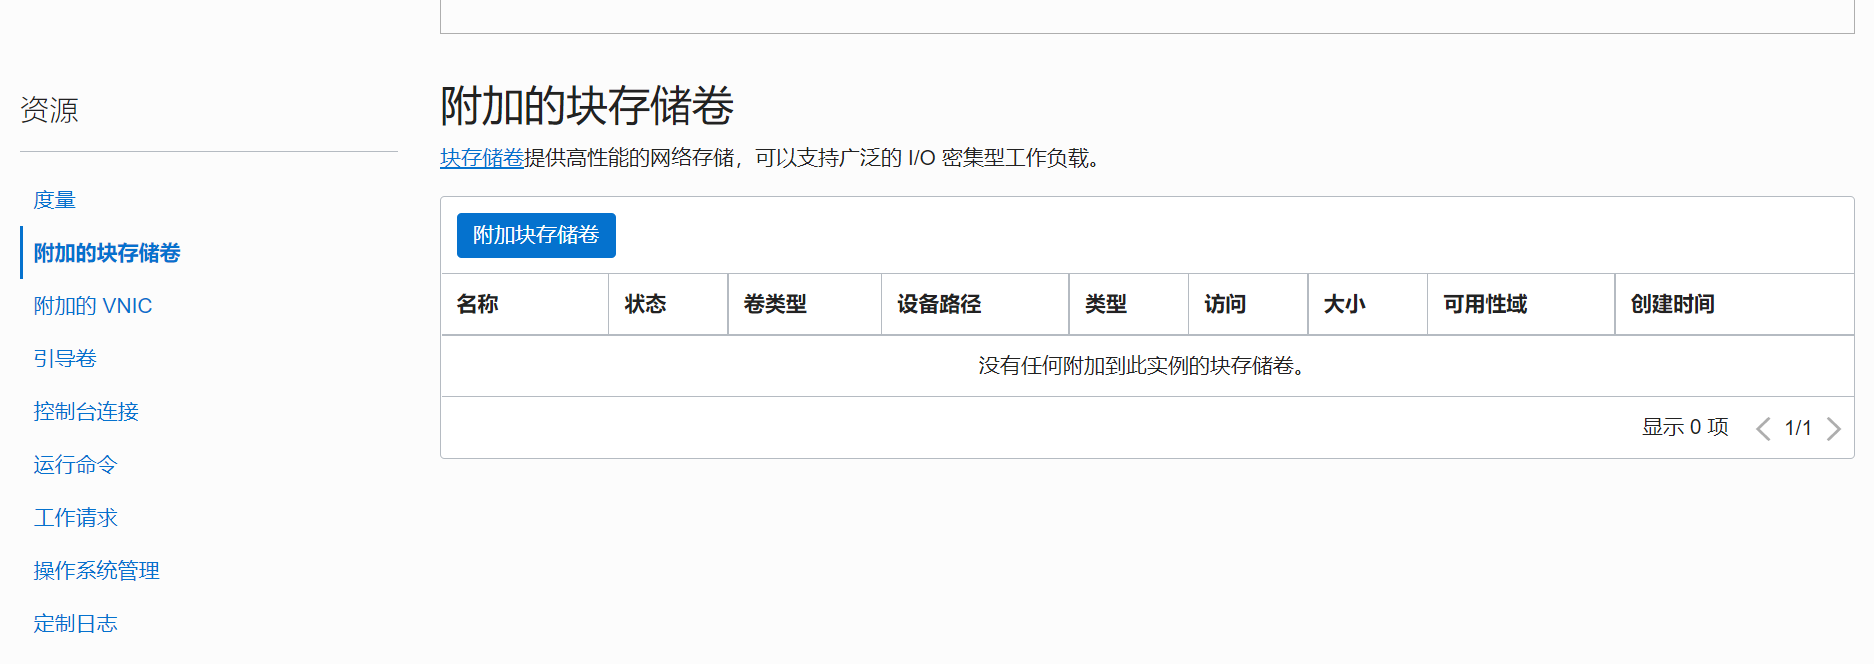 资源
度量
附加的块存储卷
附加的 VNIC
引导卷
控制台连接
运行命令
工作请求
操作系统管理
定制日志
附加的块存储卷
块存储卷提供高性能的网络存储，可以支持广泛的 I/O 密集型工作负载。
附加块存储卷
名称 状态 卷类型 设备路径 类型 访问 大小 可用性域 创建时间
没有任何附加到此实例的块存储卷。
显示 0 项 1/1